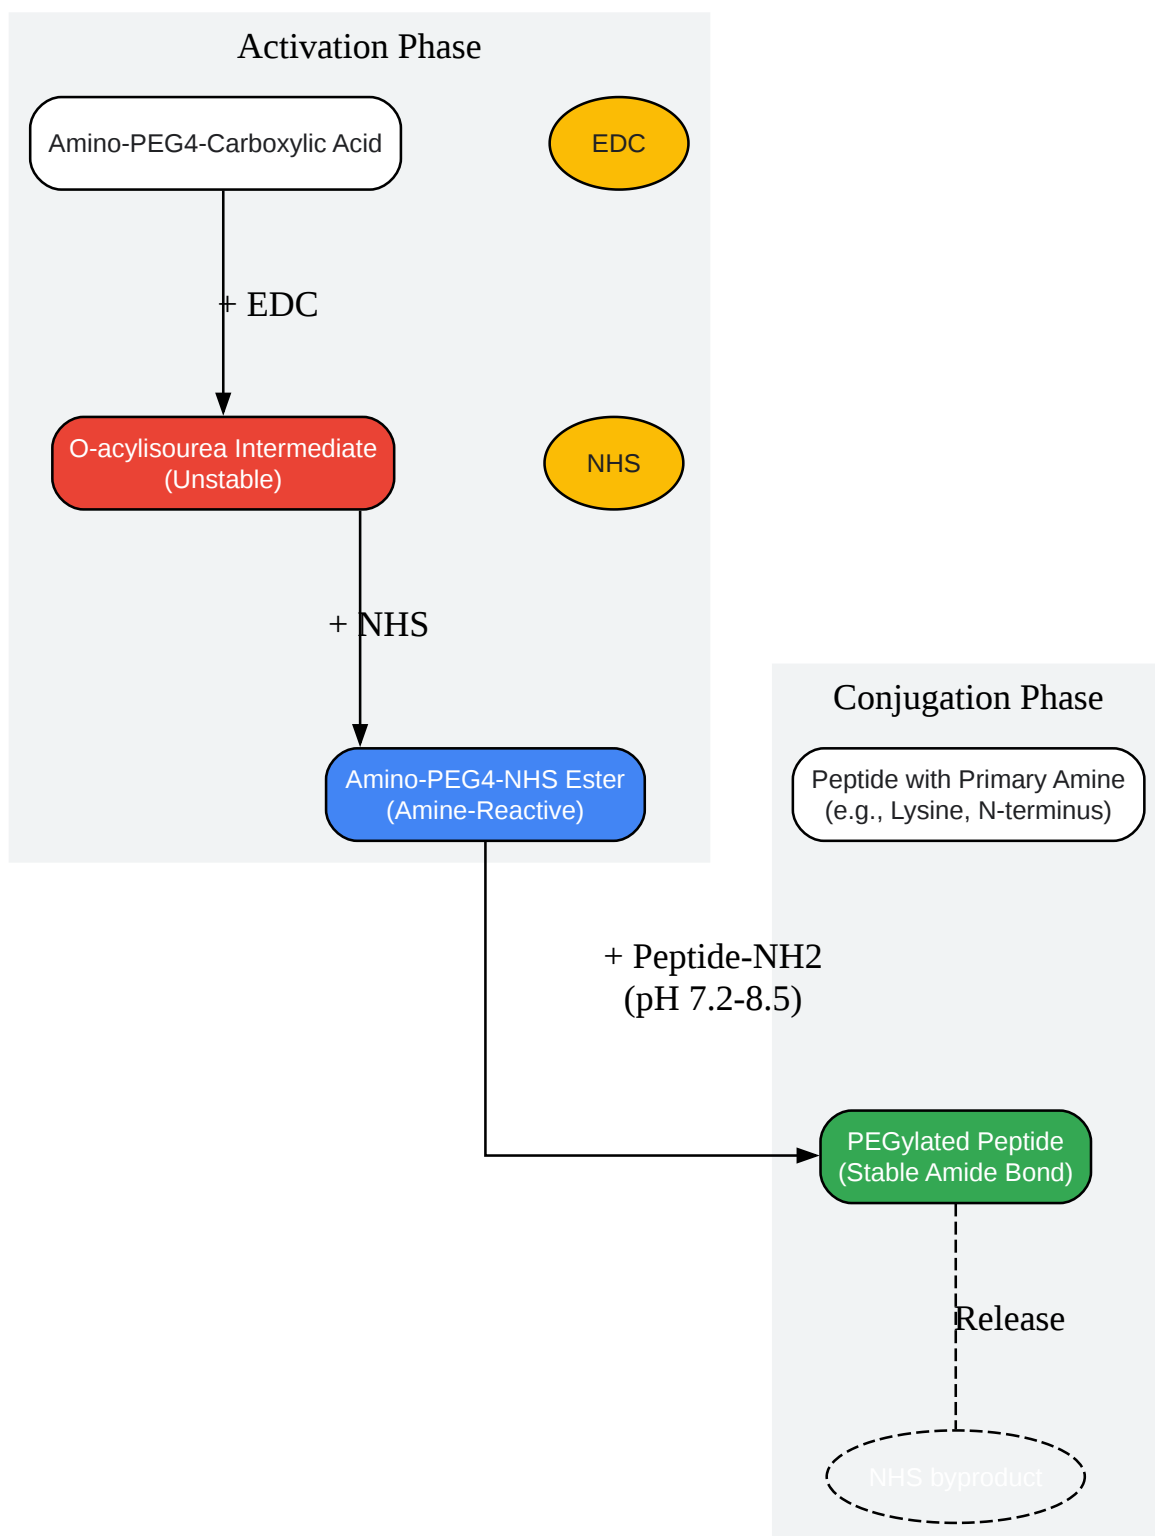 Activation Phase
Amino-PEG4-Carboxylic Acid
EDC
+ EDC
O-acylisourea Intermediate
(Unstable)
NHS
+ NHS
Conjugation Phase
Amino-PEG4-NHS Ester
(Amine-Reactive)
Peptide with Primary Amine
(e.g., Lysine, N-terminus)
+ Peptide-NH2
(pH 7.2-8.5)
PEGylated Peptide
(Stable Amide Bond)
Release
NHS byproduct